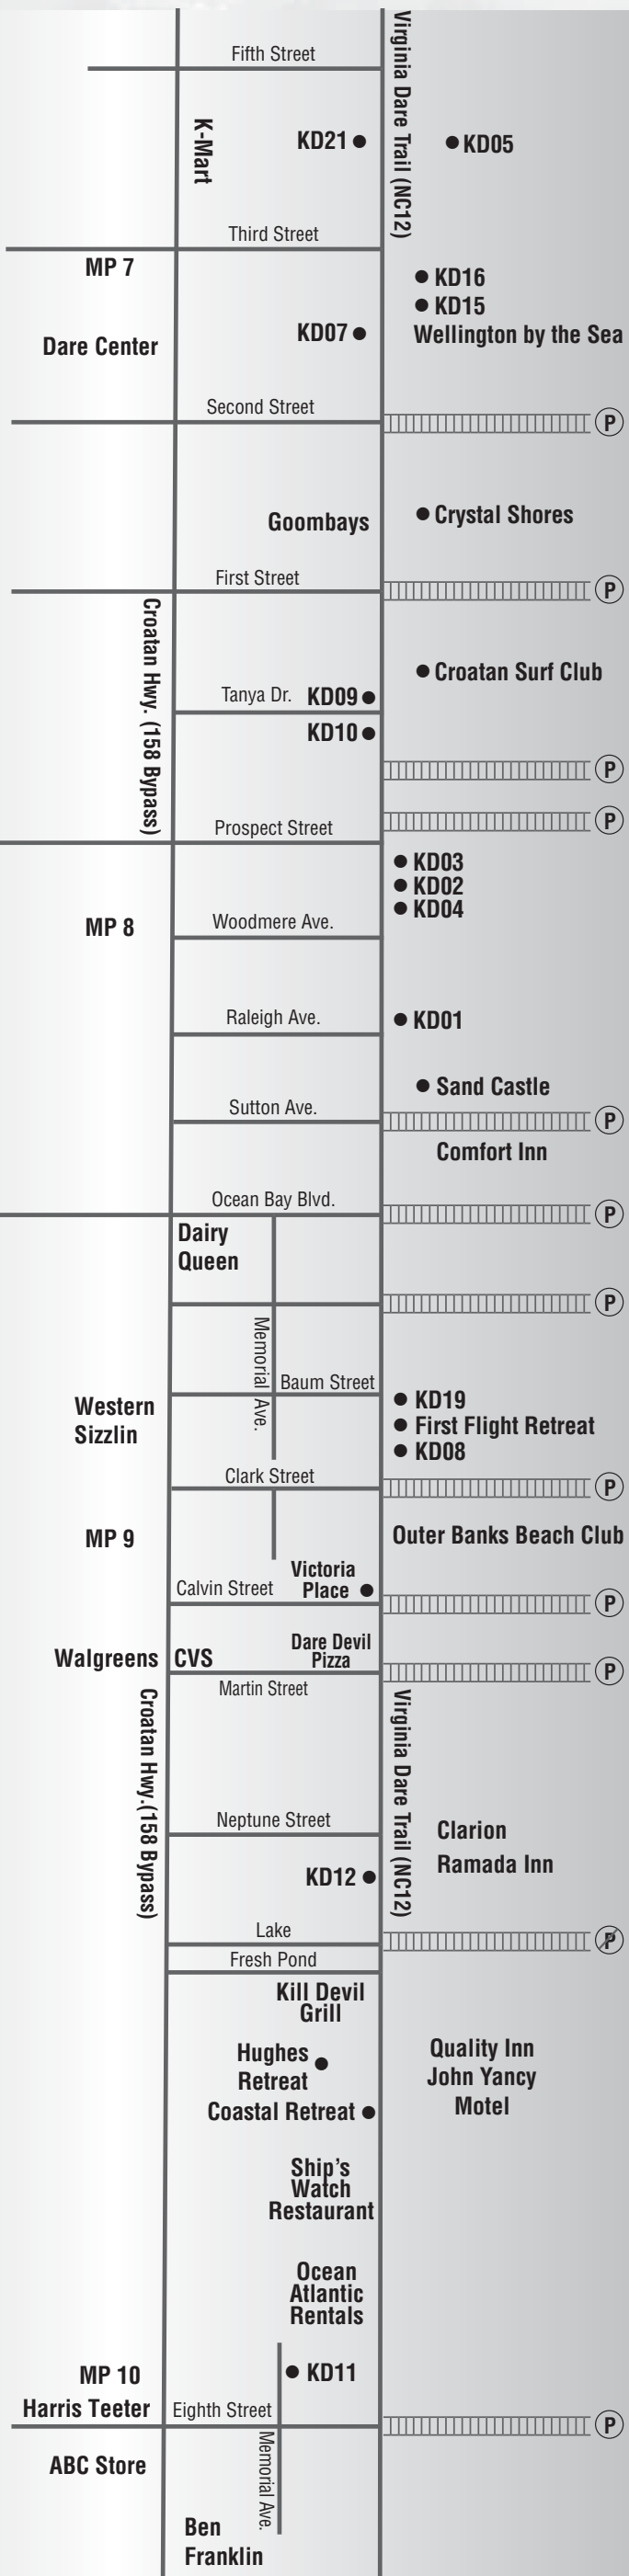 Fifth Street
Virginia Dare Trail (NC12)
K-Mart
KD21
KD05
Third Street
MP 7
KD16
KD15
Wellington by the Sea
KD07
Dare Center
Second Street
P
Crystal Shores
Goombays
First Street
P
Croatan Hwy. (158 Bypass)
Croatan Surf Club
Tanya Dr.
KD09
KD10
P
P
Prospect Street
KD03
KD02
KD04
MP 8
Woodmere Ave.
Raleigh Ave.
KD01
Sand Castle
Sutton Ave.
P
Comfort Inn
Ocean Bay Blvd.
P
Dairy
Queen
P
Memorial Ave.
Baum Street
Western
Sizzlin
KD19
First Flight Retreat
KD08
Clark Street
P
MP 9
Outer Banks Beach Club
Victoria
Place
Calvin Street
P
Dare Devil
Pizza
Walgreens
CVS
P
Martin Street
Croatan Hwy.(158 Bypass)
Virginia Dare Trail (NC12)
Neptune Street
Clarion
Ramada Inn
KD12
Lake
P
Fresh Pond
Kill Devil
Grill
Hughes
Retreat
Quality Inn
John Yancy
Motel
Coastal Retreat
Ship’s
Watch
Restaurant
Ocean
Atlantic
Rentals
MP 10
KD11
Harris Teeter
Eighth Street
P
ABC Store
Memorial Ave.
Ben
Franklin